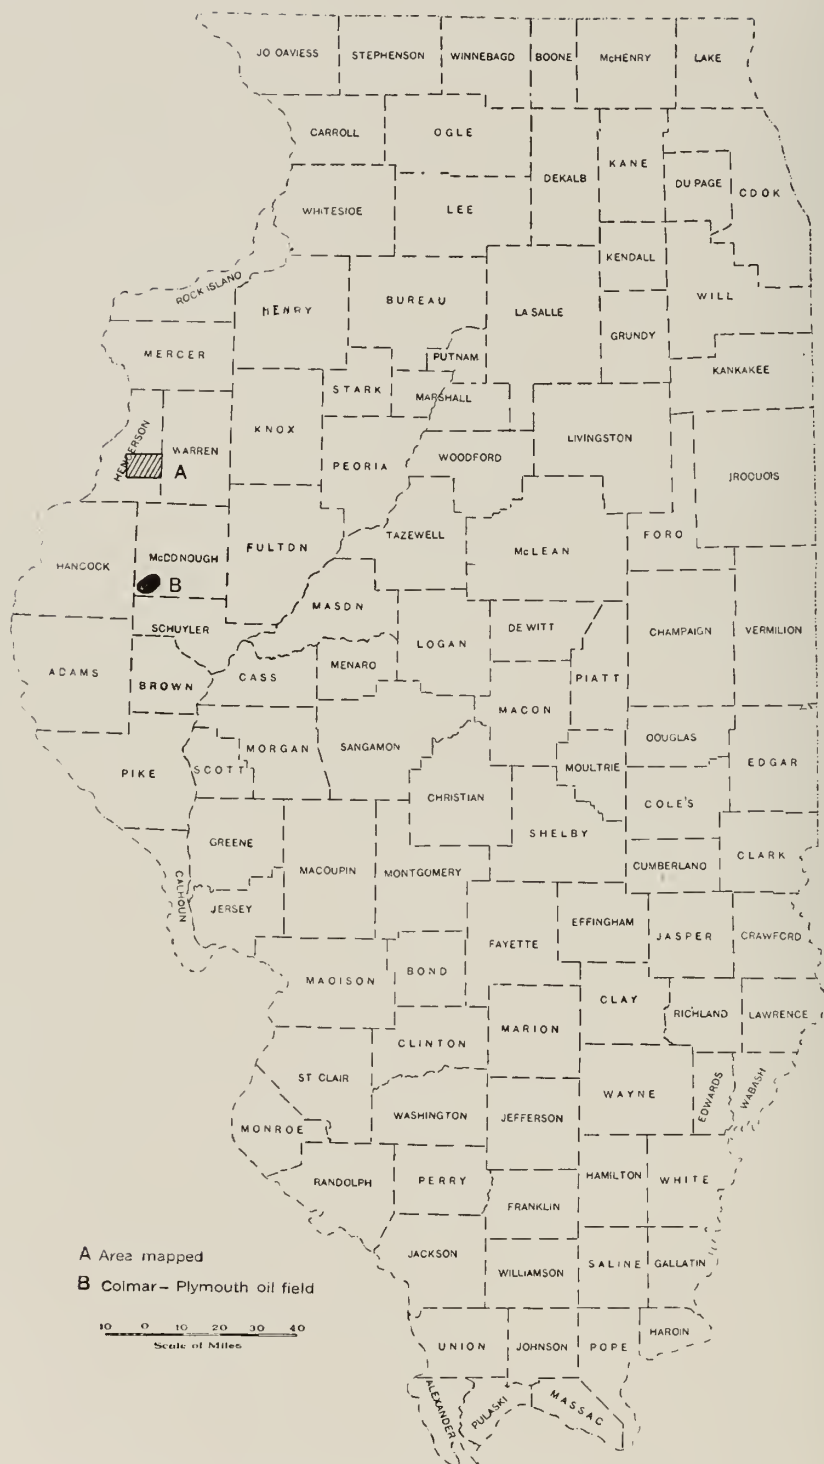 JO DAVIESS STEPHENSON WINNEBAGO BOONE McHENRY LAKE
CARROLL OGLE DEKALB KANE DU PAGE COOK
WHITESIDE LEE
KENDALL
ROCK ISLAND HENRY BUREAU LA SALLE WILL
GRUNDY
MERCER PUTNAM KANKAKEE
STARK MARSHALL
HENDERSON WARREN KNOX PEORIA WOODFORD LIVINGSTON IROQUOIS
A
HANCOCK McDONOUGH FULTON TAZEWELL McLEAN FORD
B
SCHUYLER MASON LOGAN DE WITT CHAMPAIGN VERMILION
ADAMS BROWN CASS MENARD PIATT
MACON
PIKE SCOTT MORGAN SANGAMON MOULTRIE DOUGLAS EDGAR
CHRISTIAN COLE'S
SHELBY
GREENE MACOUPIN MONTGOMERY CUMBERLAND CLARK
CALHOUN JERSEY FAYETTE EFFINGHAM JASPER CRAWFORD
MADISON BOND
CLAY RICHLAND LAWRENCE
CLINTON MARION
ST CLAIR WAYNE EDWARDS WABASH
MONROE WASHINGTON JEFFERSON
RANDOLPH PERRY HAMILTON WHITE
FRANKLIN
JACKSON WILLIAMSON SALINE GALLATIN
UNION JOHNSON POPE HARDIN
ALEXANDER PULASKI MASSAC
A Area mapped
B Colmar – Plymouth oil field
10 0 10 20 30 40
Scale of Miles